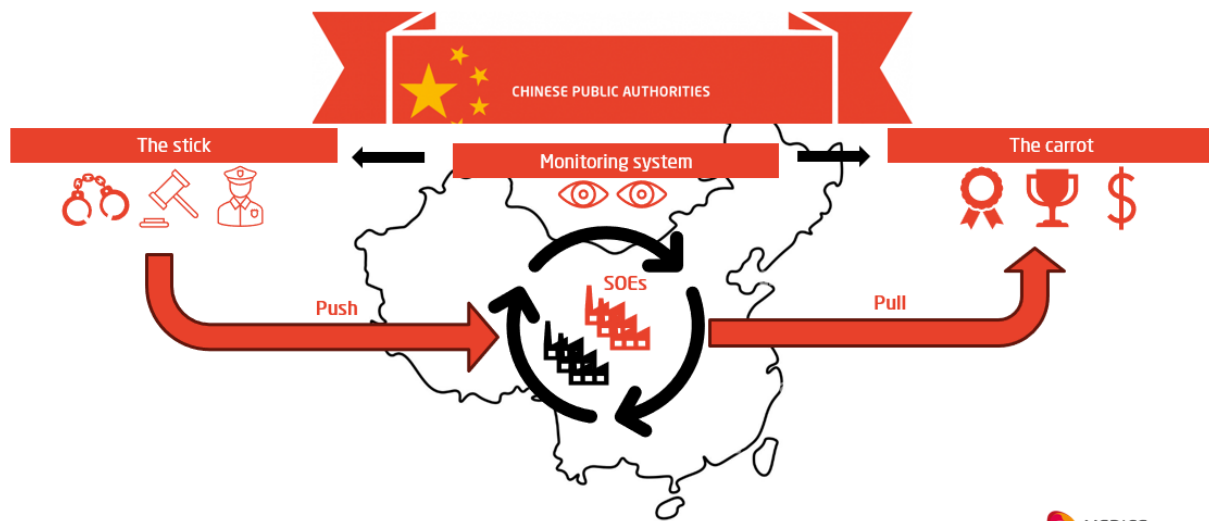 CHINESE PUBLIC AUTHORITIES
The stick
Monitoring system
The carrot
SOEs
Push
Pull